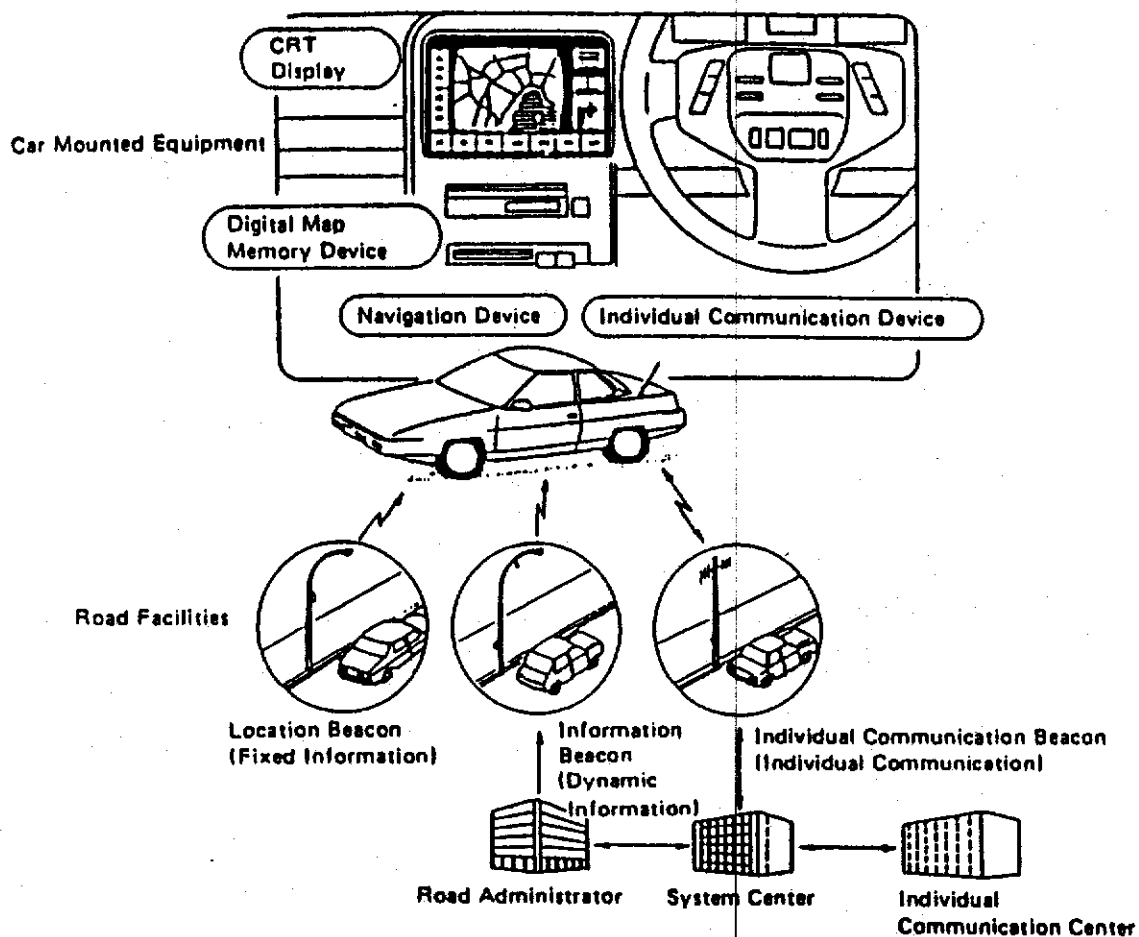 CRT
Display
Car Mounted Equipment
Digital Map
Memory Device
Navigation Device
Individual Communication Device
Road Facilities
Location Beacon
(Fixed Information)
Information
Beacon
(Dynamic
Information)
Individual Communication Beacon
(Individual Communication)
Road Administrator
System Center
Individual
Communication Center